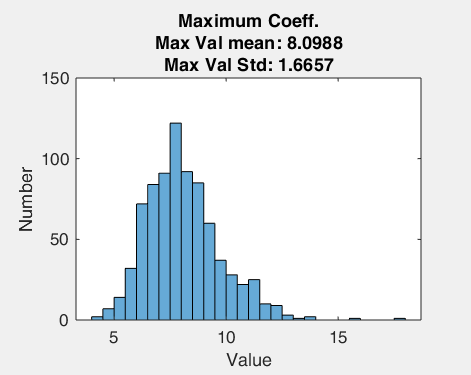 Maximum Coeff.
Max Val mean: 8.0988
Max Val Std: 1.6657
150
100
50
0
Number
5 10 15
Value